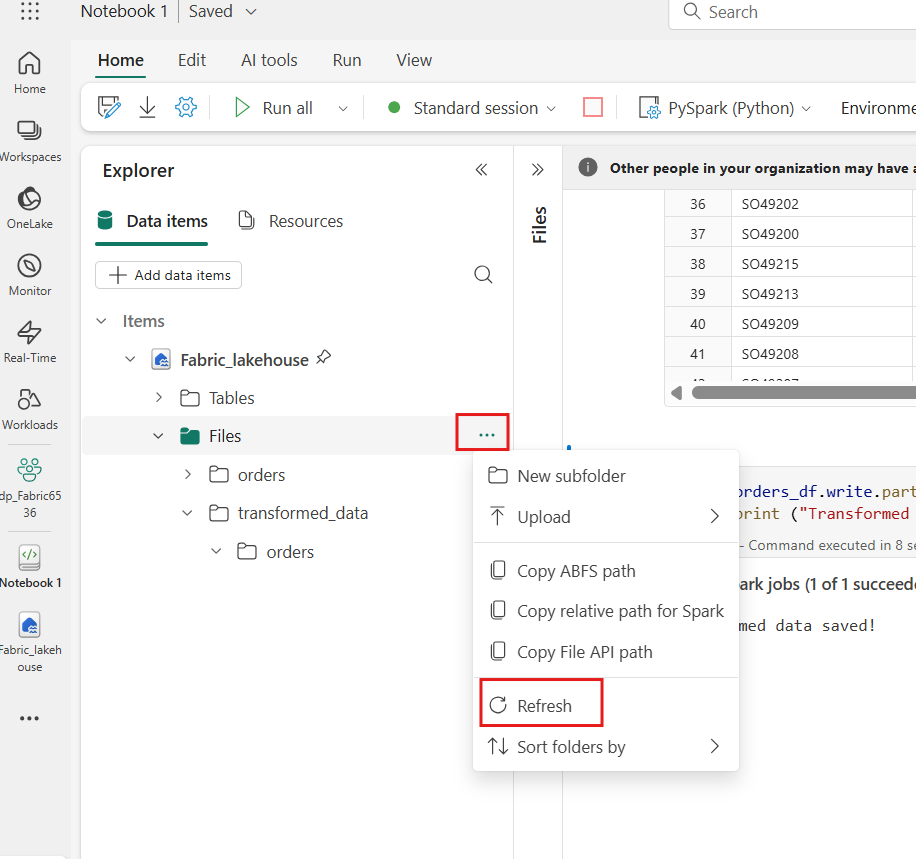 Notebook 1
Saved
Search
Home
Edit
AI tools
Run
View
Run all
Standard session
PySpark (Python)
Environme
Home
Workspaces
OneLake
Monitor
Real-Time
Workloads
dp_Fabric65
36
Notebook 1
Fabric_lakeh
ouse
Explorer
Data items
Resources
Add data items
Items
Fabric_lakehouse
Tables
Files
orders
transformed_data
orders
Files
Other people in your organization may have a
36 SO49202
37 SO49200
38 SO49215
39 SO49213
40 SO49209
41 SO49208
New subfolder
Upload
Copy ABFS path
Copy relative path for Spark
Copy File API path
Refresh
Sort folders by
orders_df.write.part
print ("Transformed
- Command executed in 8 se
ark jobs (1 of 1 succeede
med data saved!